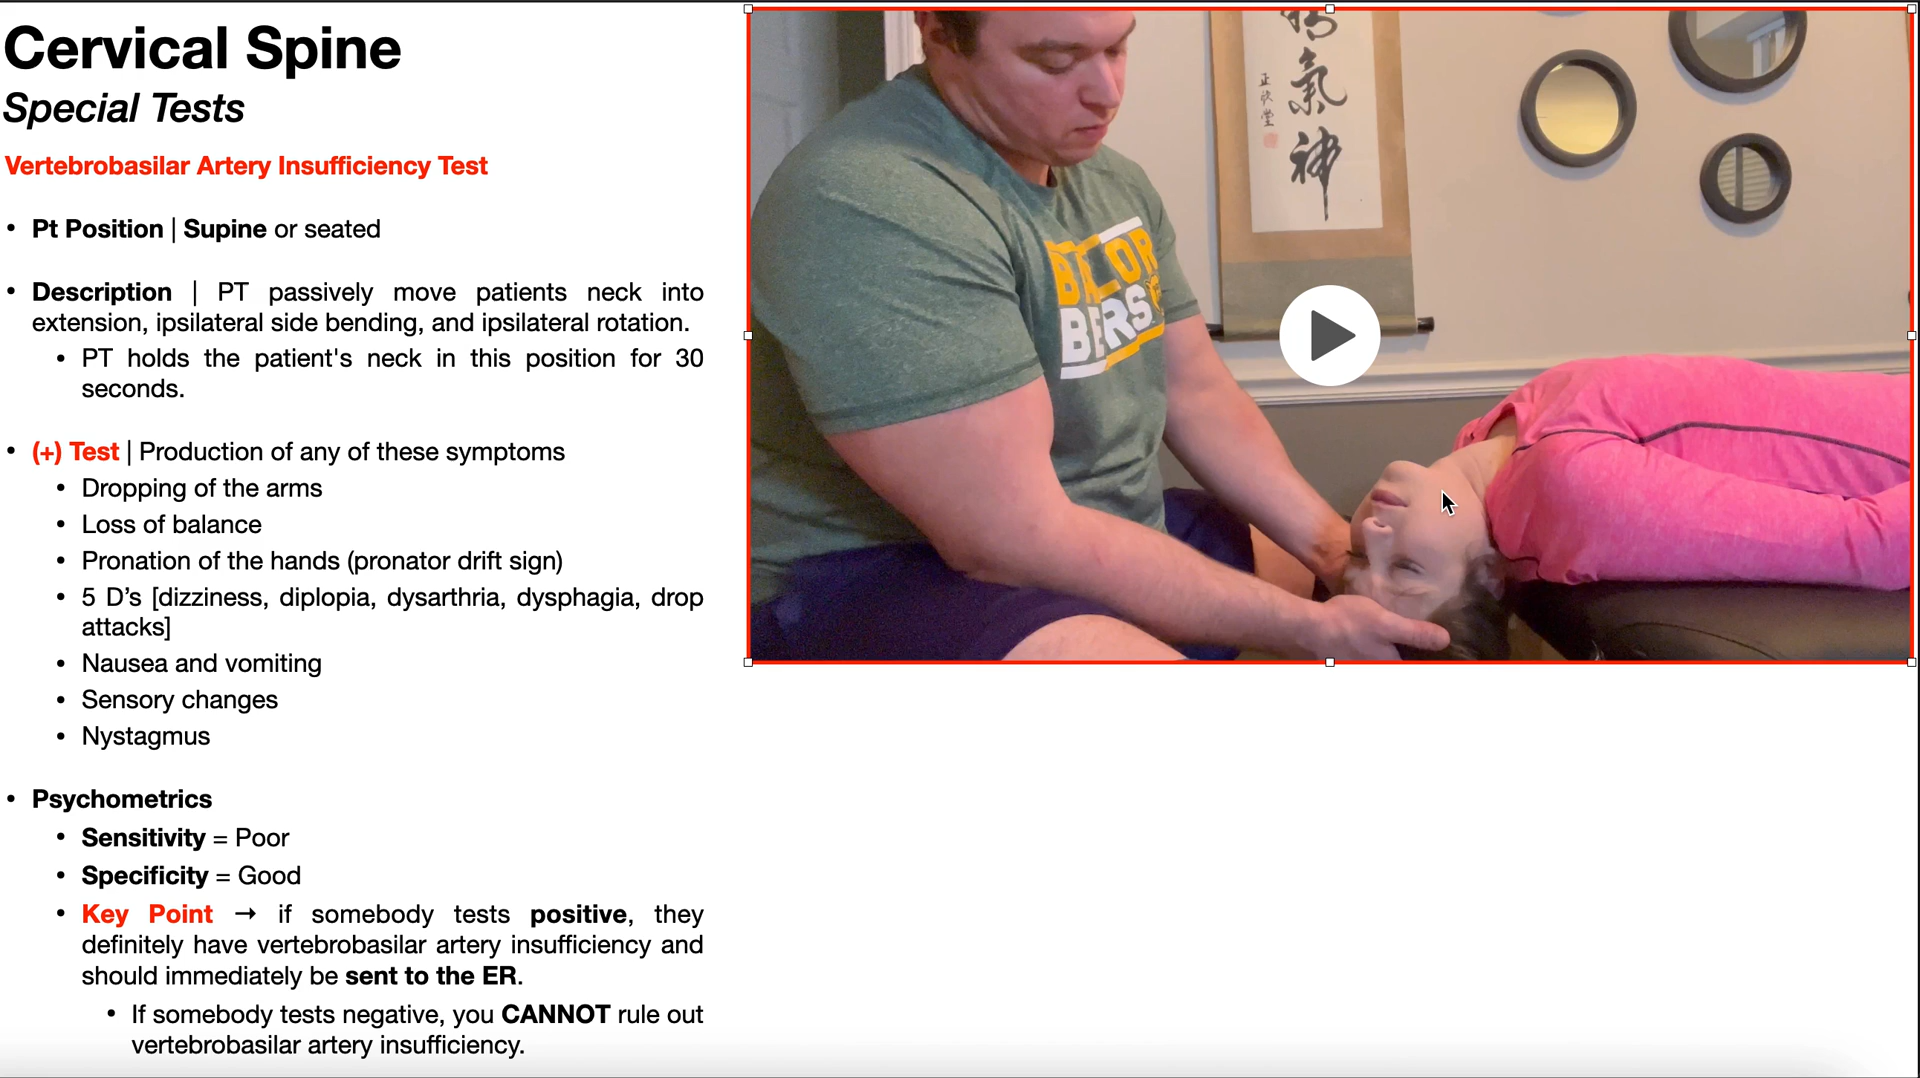 Cervical Spine
Special Tests
Vertebrobasilar Artery Insufficiency Test
• Pt Position | Supine or seated
• Description | PT passively move patients neck into
extension, ipsilateral side bending, and ipsilateral rotation.
• PT holds the patient's neck in this position for 30
seconds.
• (+) Test | Production of any of these symptoms
• Dropping of the arms
• Loss of balance
• Pronation of the hands (pronator drift sign)
• 5 D’s [dizziness, diplopia, dysarthria, dysphagia, drop
attacks]
• Nausea and vomiting
• Sensory changes
• Nystagmus
• Psychometrics
• Sensitivity = Poor
• Specificity = Good
• Key Point → if somebody tests positive, they
definitely have vertebrobasilar artery insufficiency and
should immediately be sent to the ER.
• If somebody tests negative, you CANNOT rule out
vertebrobasilar artery insufficiency.
氣
神